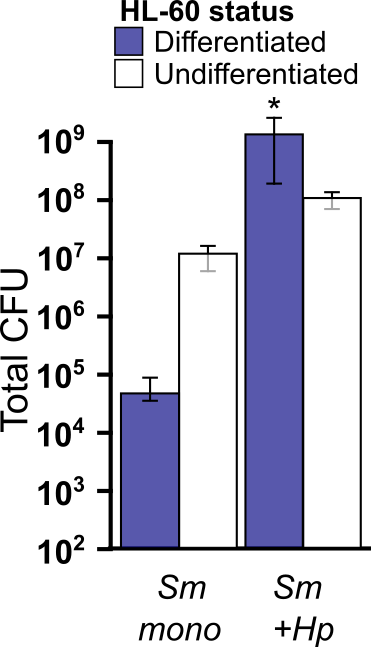 HL-60 status
Differentiated
Undifferentiated
*
10⁹
10⁸
10⁷
10⁶
10⁵
10⁴
10³
10²
Total CFU
Sm mono
Sm +Hp